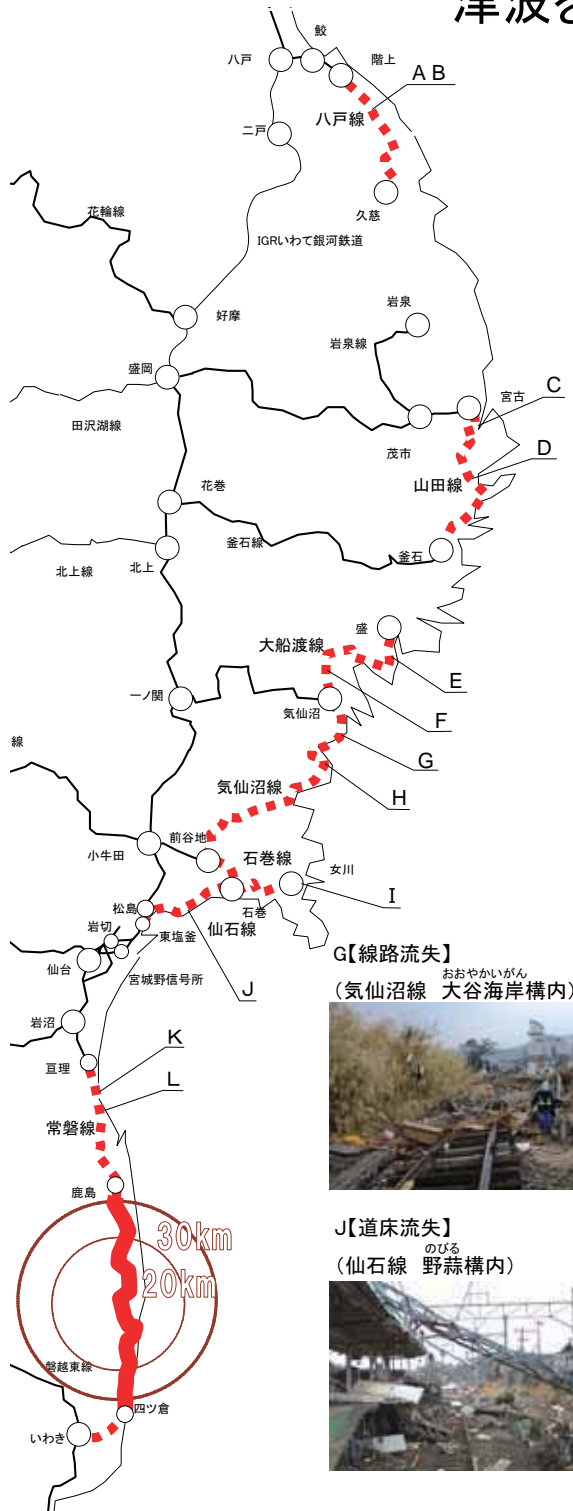 津波を
鮫
八戸
階上
A B
八戸線
二戸
久慈
花輪線
IGRいわて銀河鉄道
好摩
岩泉
岩泉線
盛岡
宮古
C
田沢湖線
茂市
D
山田線
花巻
釜石線
釜石
北上線
北上
盛
大船渡線
E
一ノ関
気仙沼
F
線
G
H
気仙沼線
小牛田
前谷地
石巻線
女川
I
松島
石巻
仙石線
岩切
東塩釜
仙台
宮城野信号所
J
岩沼
亘理
K
L
常磐線
鹿島
30km
20km
磐越東線
四ツ倉
いわき
G【線路流失】
おおやかいがん
(気仙沼線 大谷海岸構内)
J【道床流失】
のびる
(仙石線 野蒜構内)